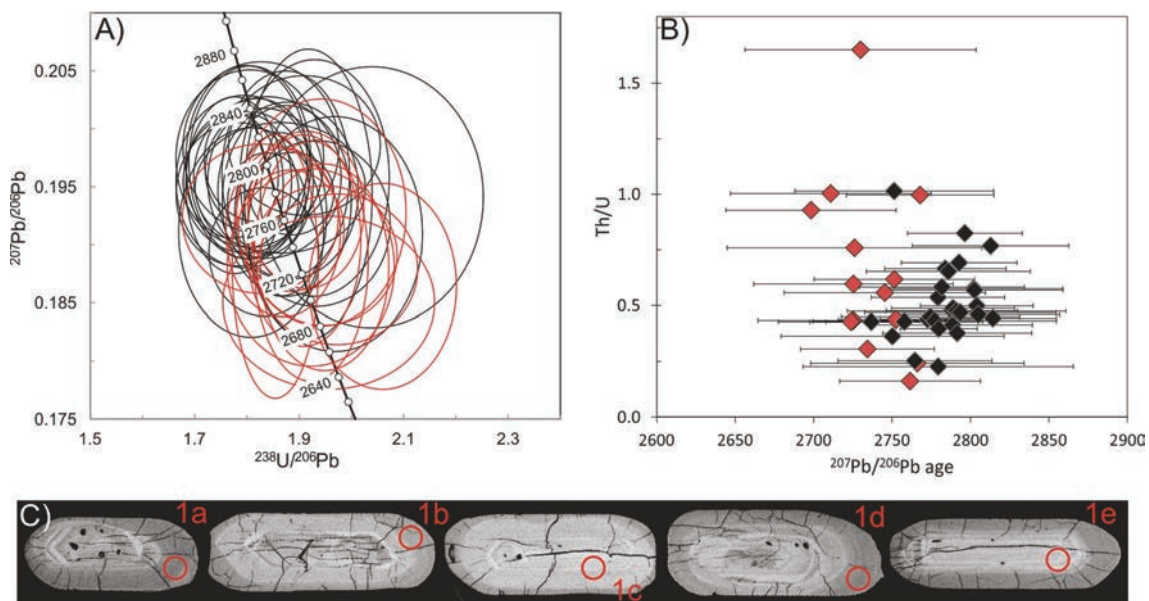 A)
0.205
0.195
0.185
0.175
2880
2840
2800
2760
2720
2680
2640
1.5
1.7
1.9
2.1
2.3
²⁰⁷Pb/²⁰⁶Pb
²³⁸U/²⁰⁶Pb
B)
1.5
1.0
0.5
0.0
Th/U
2600
2650
2700
2750
2800
2850
2900
²⁰⁷Pb/²⁰⁶Pb age
C)
1a
1b
1c
1d
1e